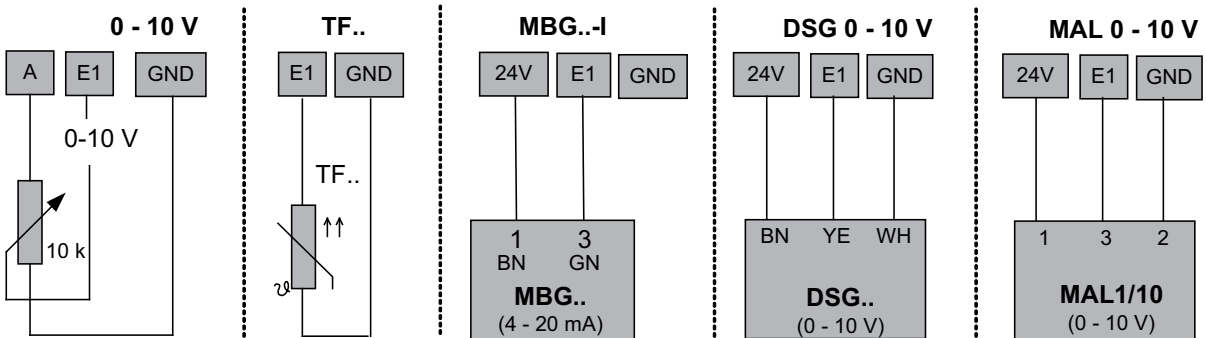 0 - 10 V
A E1 GND
0-10 V
10 k
TF..
E1 GND
TF..
ϑ
MBG..-I
24V E1 GND
1 3
BN GN
MBG..
(4 - 20 mA)
DSG 0 - 10 V
24V E1 GND
BN YE WH
DSG..
(0 - 10 V)
MAL 0 - 10 V
24V E1 GND
1 3 2
MAL1/10
(0 - 10 V)